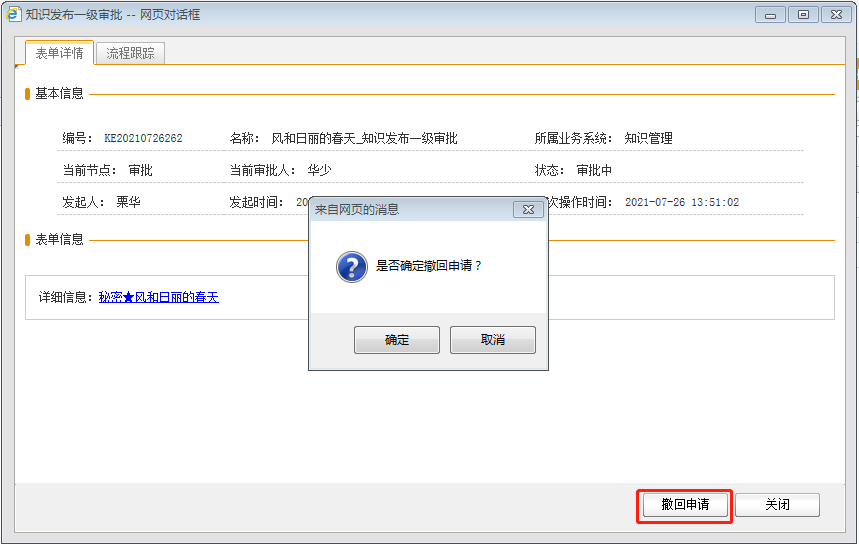 知识发布一级审批 -- 网页对话框
表单详情 流程跟踪
基本信息
编号： KE20210726262 名称： 风和日丽的春天_知识发布一级审批 所属业务系统： 知识管理
当前节点： 审批 当前审批人： 华少 状态： 审批中
发起人： 栗华 发起时间： 20 次操作时间： 2021-07-26 13:51:02
来自网页的消息
是否确定撤回申请？
确定 取消
表单信息
详细信息：秘密★风和日丽的春天
撤回申请 关闭